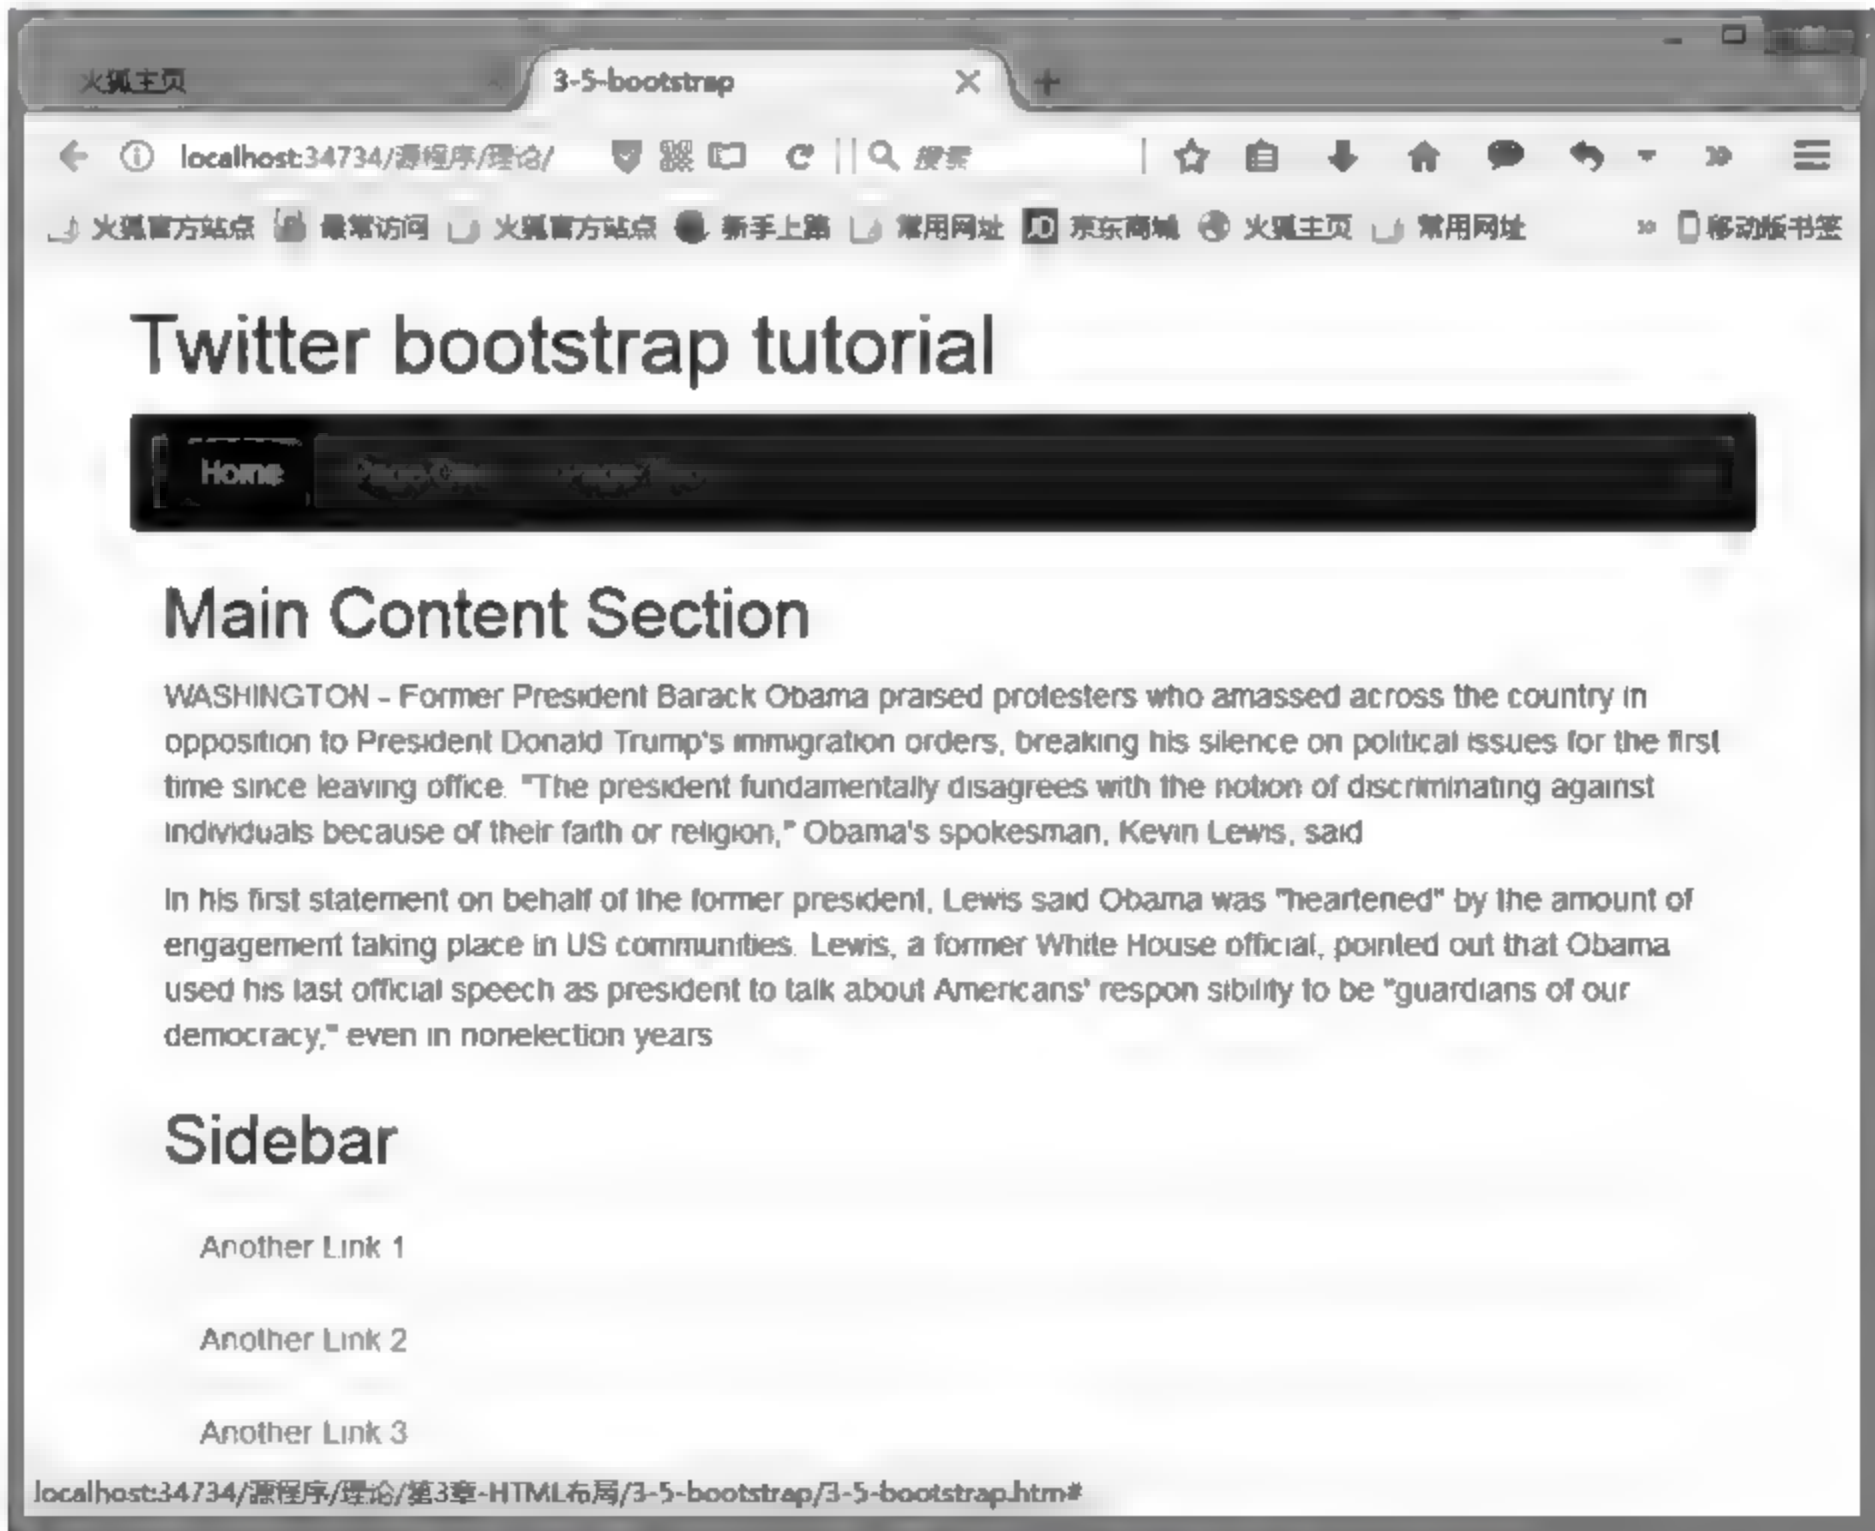 火狐主页
3-5-bootstrap
localhost:34734/源程序/理论/
搜索
火狐官方站点 最常访问 火狐官方站点 新手上路 常用网址 JD 京东商城 火狐主页 常用网址 移动版书签
Twitter bootstrap tutorial
Home
Main Content Section
WASHINGTON - Former President Barack Obama praised protesters who amassed across the country in
opposition to President Donald Trump's immigration orders, breaking his silence on political issues for the first
time since leaving office. "The president fundamentally disagrees with the notion of discriminating against
individuals because of their faith or religion," Obama's spokesman, Kevin Lewis, said
In his first statement on behalf of the former president, Lewis said Obama was "heartened" by the amount of
engagement taking place in US communities. Lewis, a former White House official, pointed out that Obama
used his last official speech as president to talk about Americans' respon sibility to be "guardians of our
democracy," even in nonelection years
Sidebar
Another Link 1
Another Link 2
Another Link 3
localhost:34734/源程序/理论/第3章-HTML布局/3-5-bootstrap/3-5-bootstrap.htm#